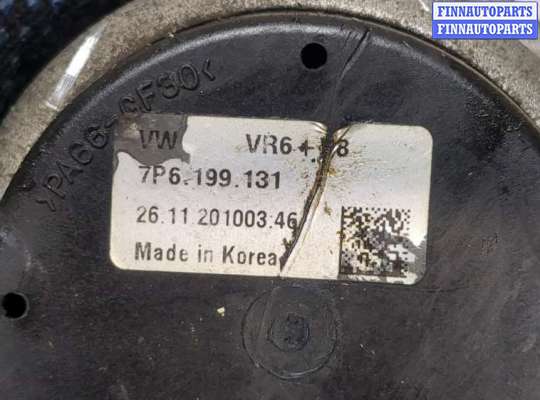 FINNAUTOPARTS
FINNAUTOPARTS
>PA66-GF30<
VW VR6 +
7P6.199.131
26.11.201003:46
Made in Korea